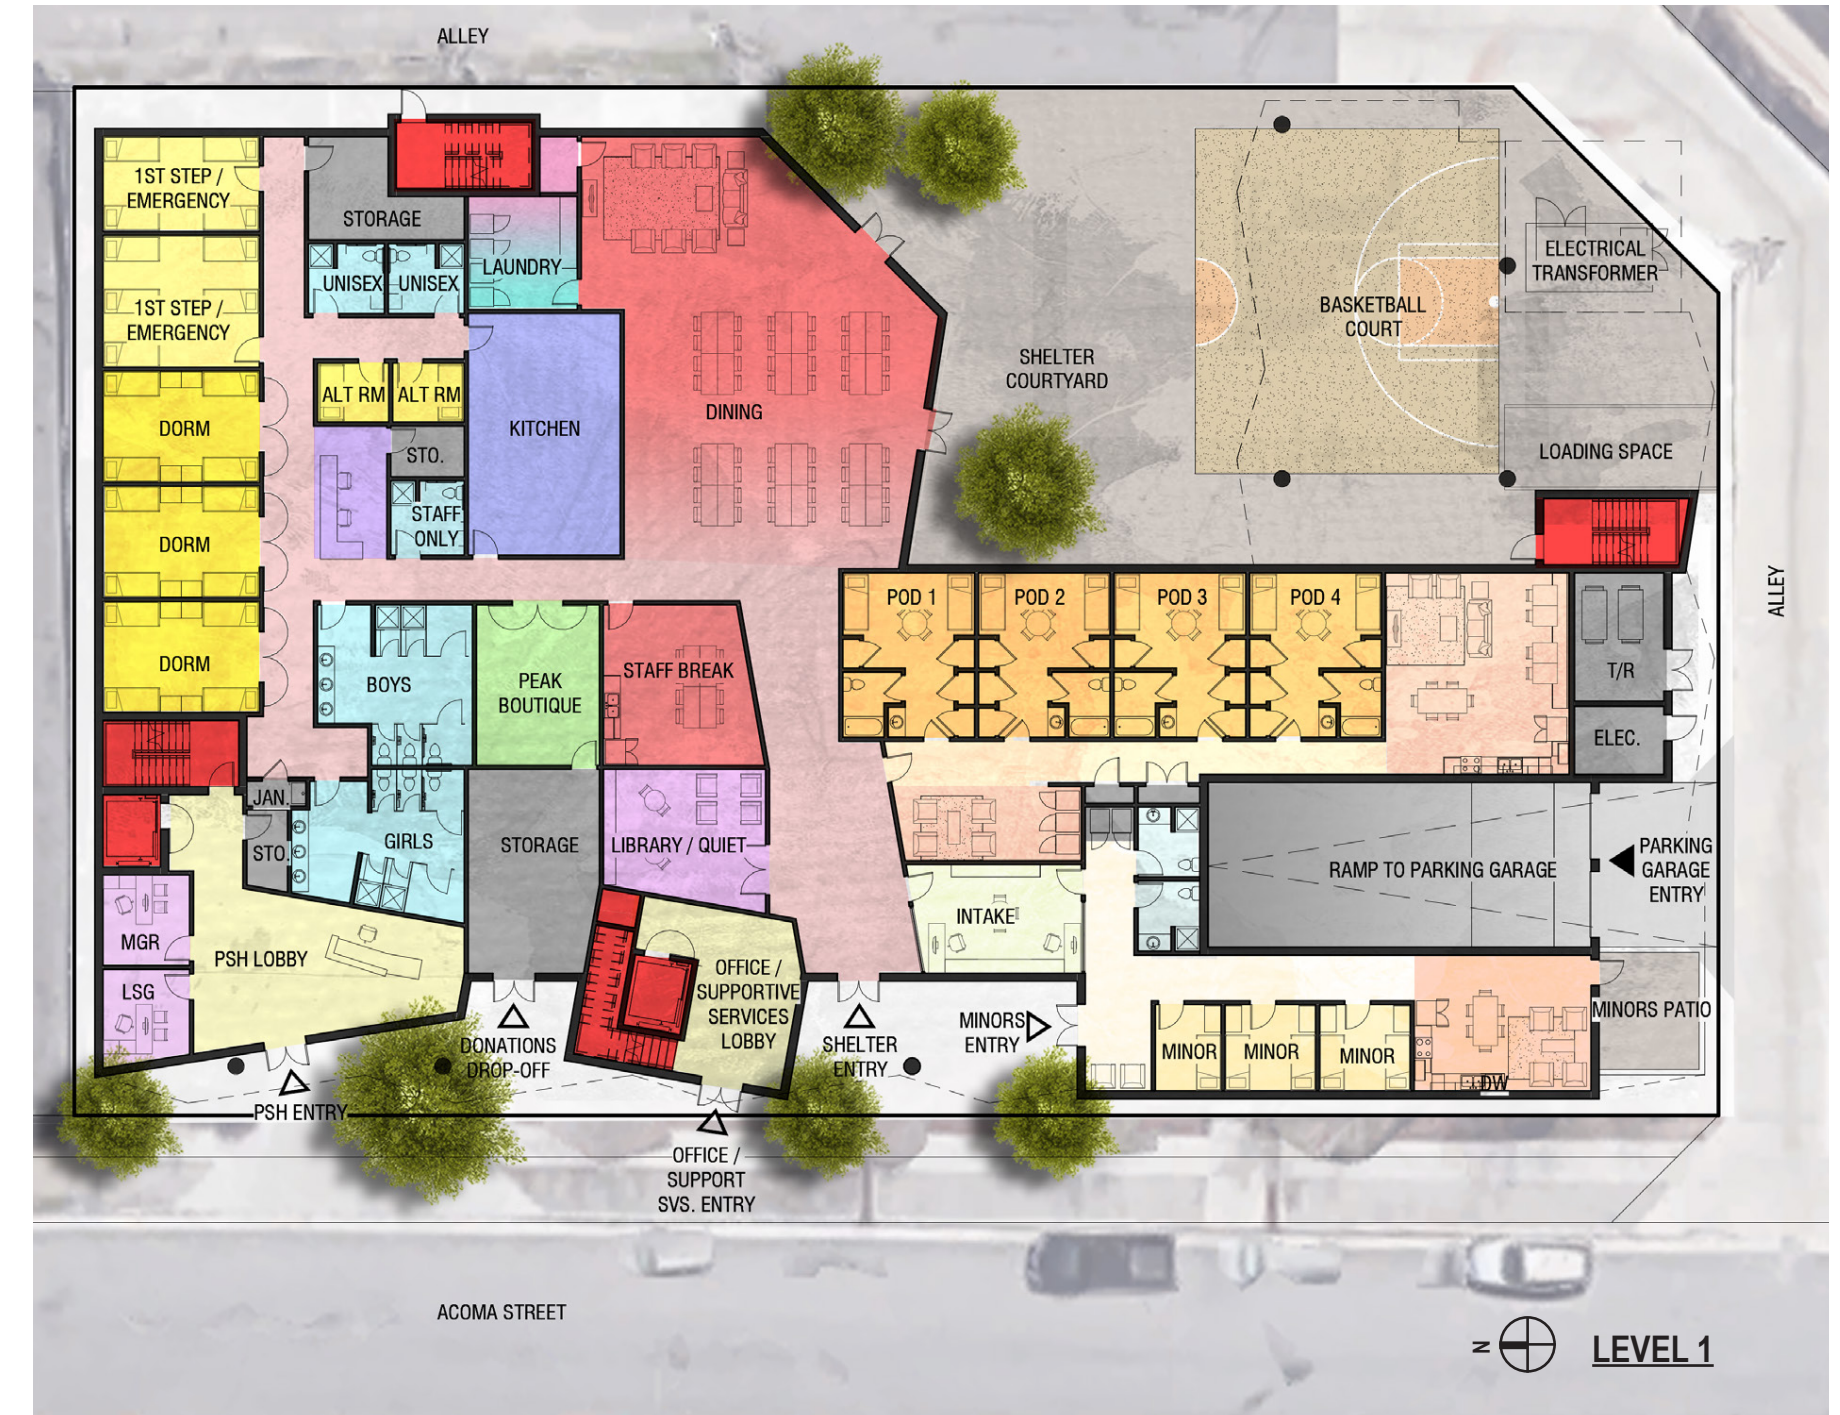 ALLEY
1ST STEP /
EMERGENCY
STORAGE
UNISEX
UNISEX
LAUNDRY
1ST STEP /
EMERGENCY
ALT RM
ALT RM
DORM
KITCHEN
DINING
STO.
STAFF
ONLY
DORM
DORM
BOYS
PEAK
BOUTIQUE
STAFF BREAK
SHELTER
COURTYARD
BASKETBALL
COURT
ELECTRICAL
TRANSFORMER
LOADING SPACE
ALLEY
POD 1
POD 2
POD 3
POD 4
T/R
ELEC.
JAN.
STO.
GIRLS
STORAGE
LIBRARY / QUIET
RAMP TO PARKING GARAGE
PARKING
GARAGE
ENTRY
INTAKE
MGR
PSH LOBBY
LSG
OFFICE /
SUPPORTIVE
SERVICES
LOBBY
DONATIONS
DROP-OFF
SHELTER
ENTRY
MINORS
ENTRY
MINOR
MINOR
MINOR
DW
MINORS PATIO
PSH ENTRY
OFFICE /
SUPPORT
SVS. ENTRY
ACOMA STREET
N
LEVEL 1